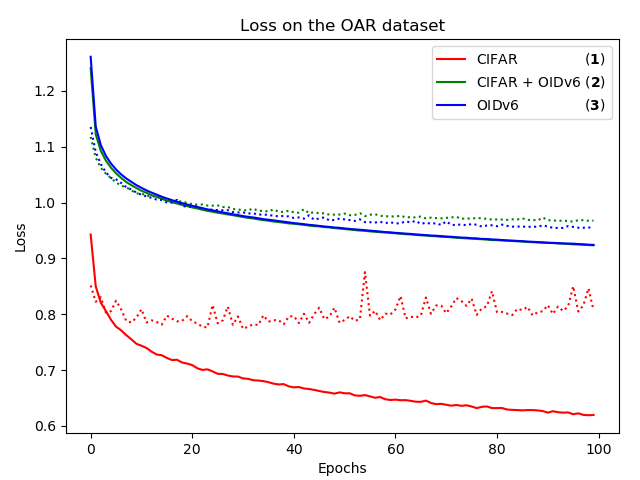 Loss on the OAR dataset
CIFAR (1)
CIFAR + OIDv6 (2)
OIDv6 (3)
1.2
1.1
1.0
0.9
0.8
0.7
0.6
Loss
0 20 40 60 80 100
Epochs